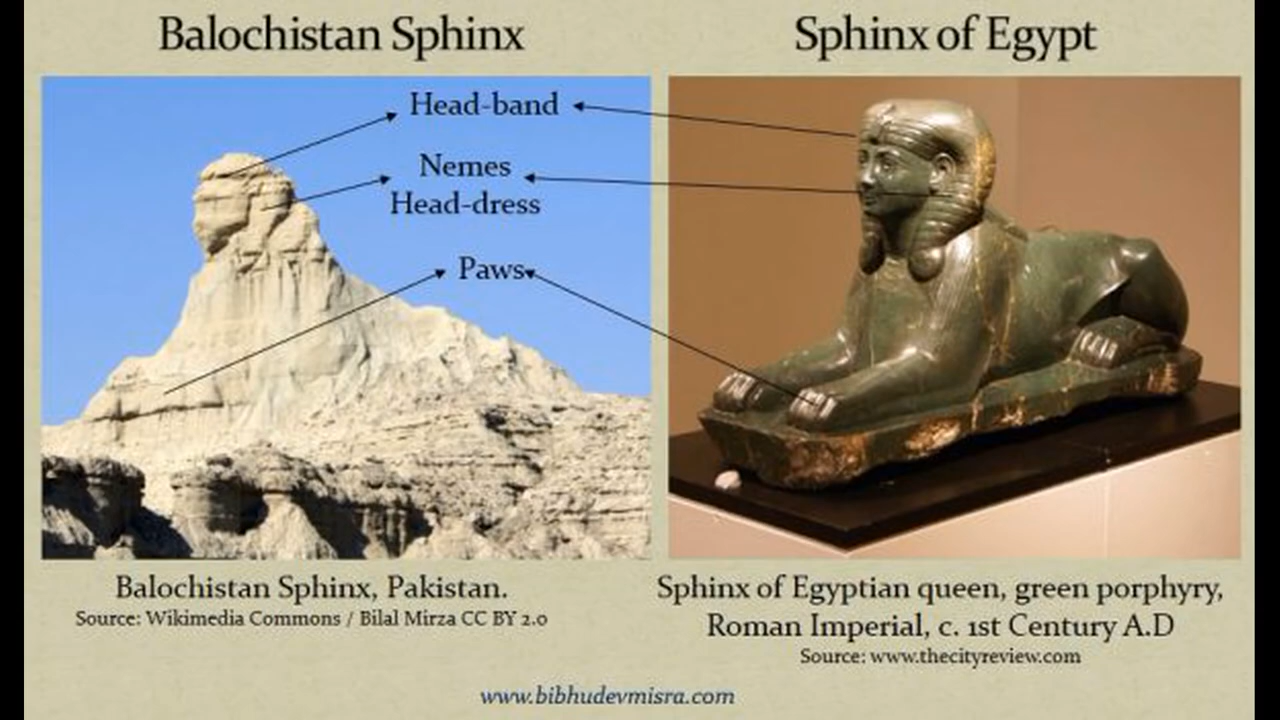 Balochistan Sphinx
Sphinx of Egypt
Head-band
Nemes
Head-dress
Paws
Balochistan Sphinx, Pakistan.
Source: Wikimedia Commons / Bilal Mirza CC BY 2.0
Sphinx of Egyptian queen, green porphyry,
Roman Imperial, c. 1st Century A.D
Source: www.thecityreview.com
www.bibhudevmisra.com